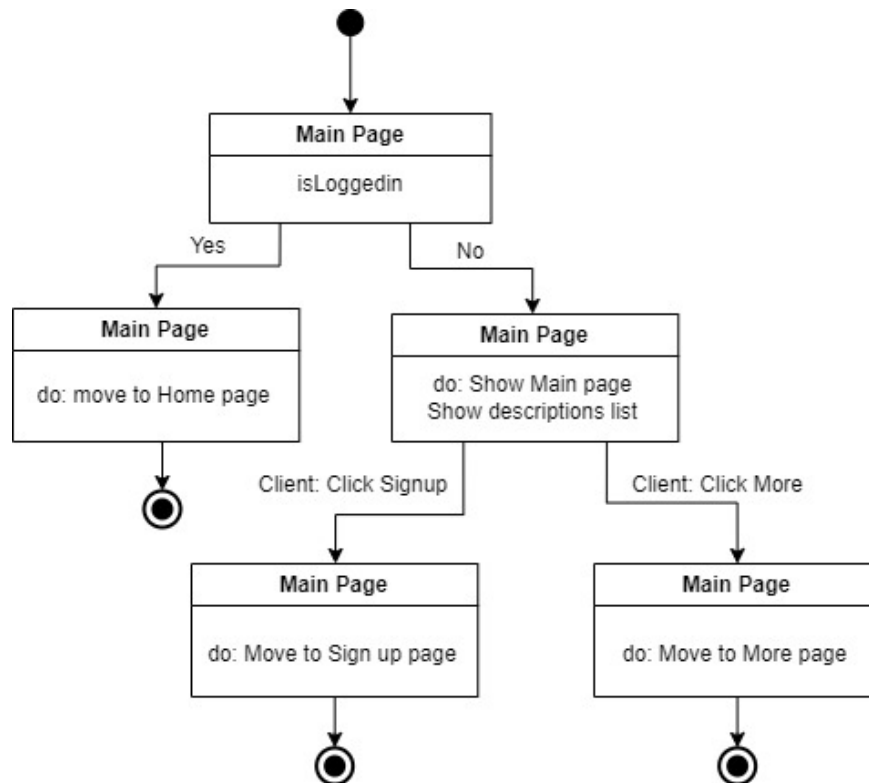 Main Page
isLoggedin
Yes
No
Main Page
do: move to Home page
Main Page
do: Show Main page
Show descriptions list
Client: Click Signup
Client: Click More
Main Page
do: Move to Sign up page
Main Page
do: Move to More page